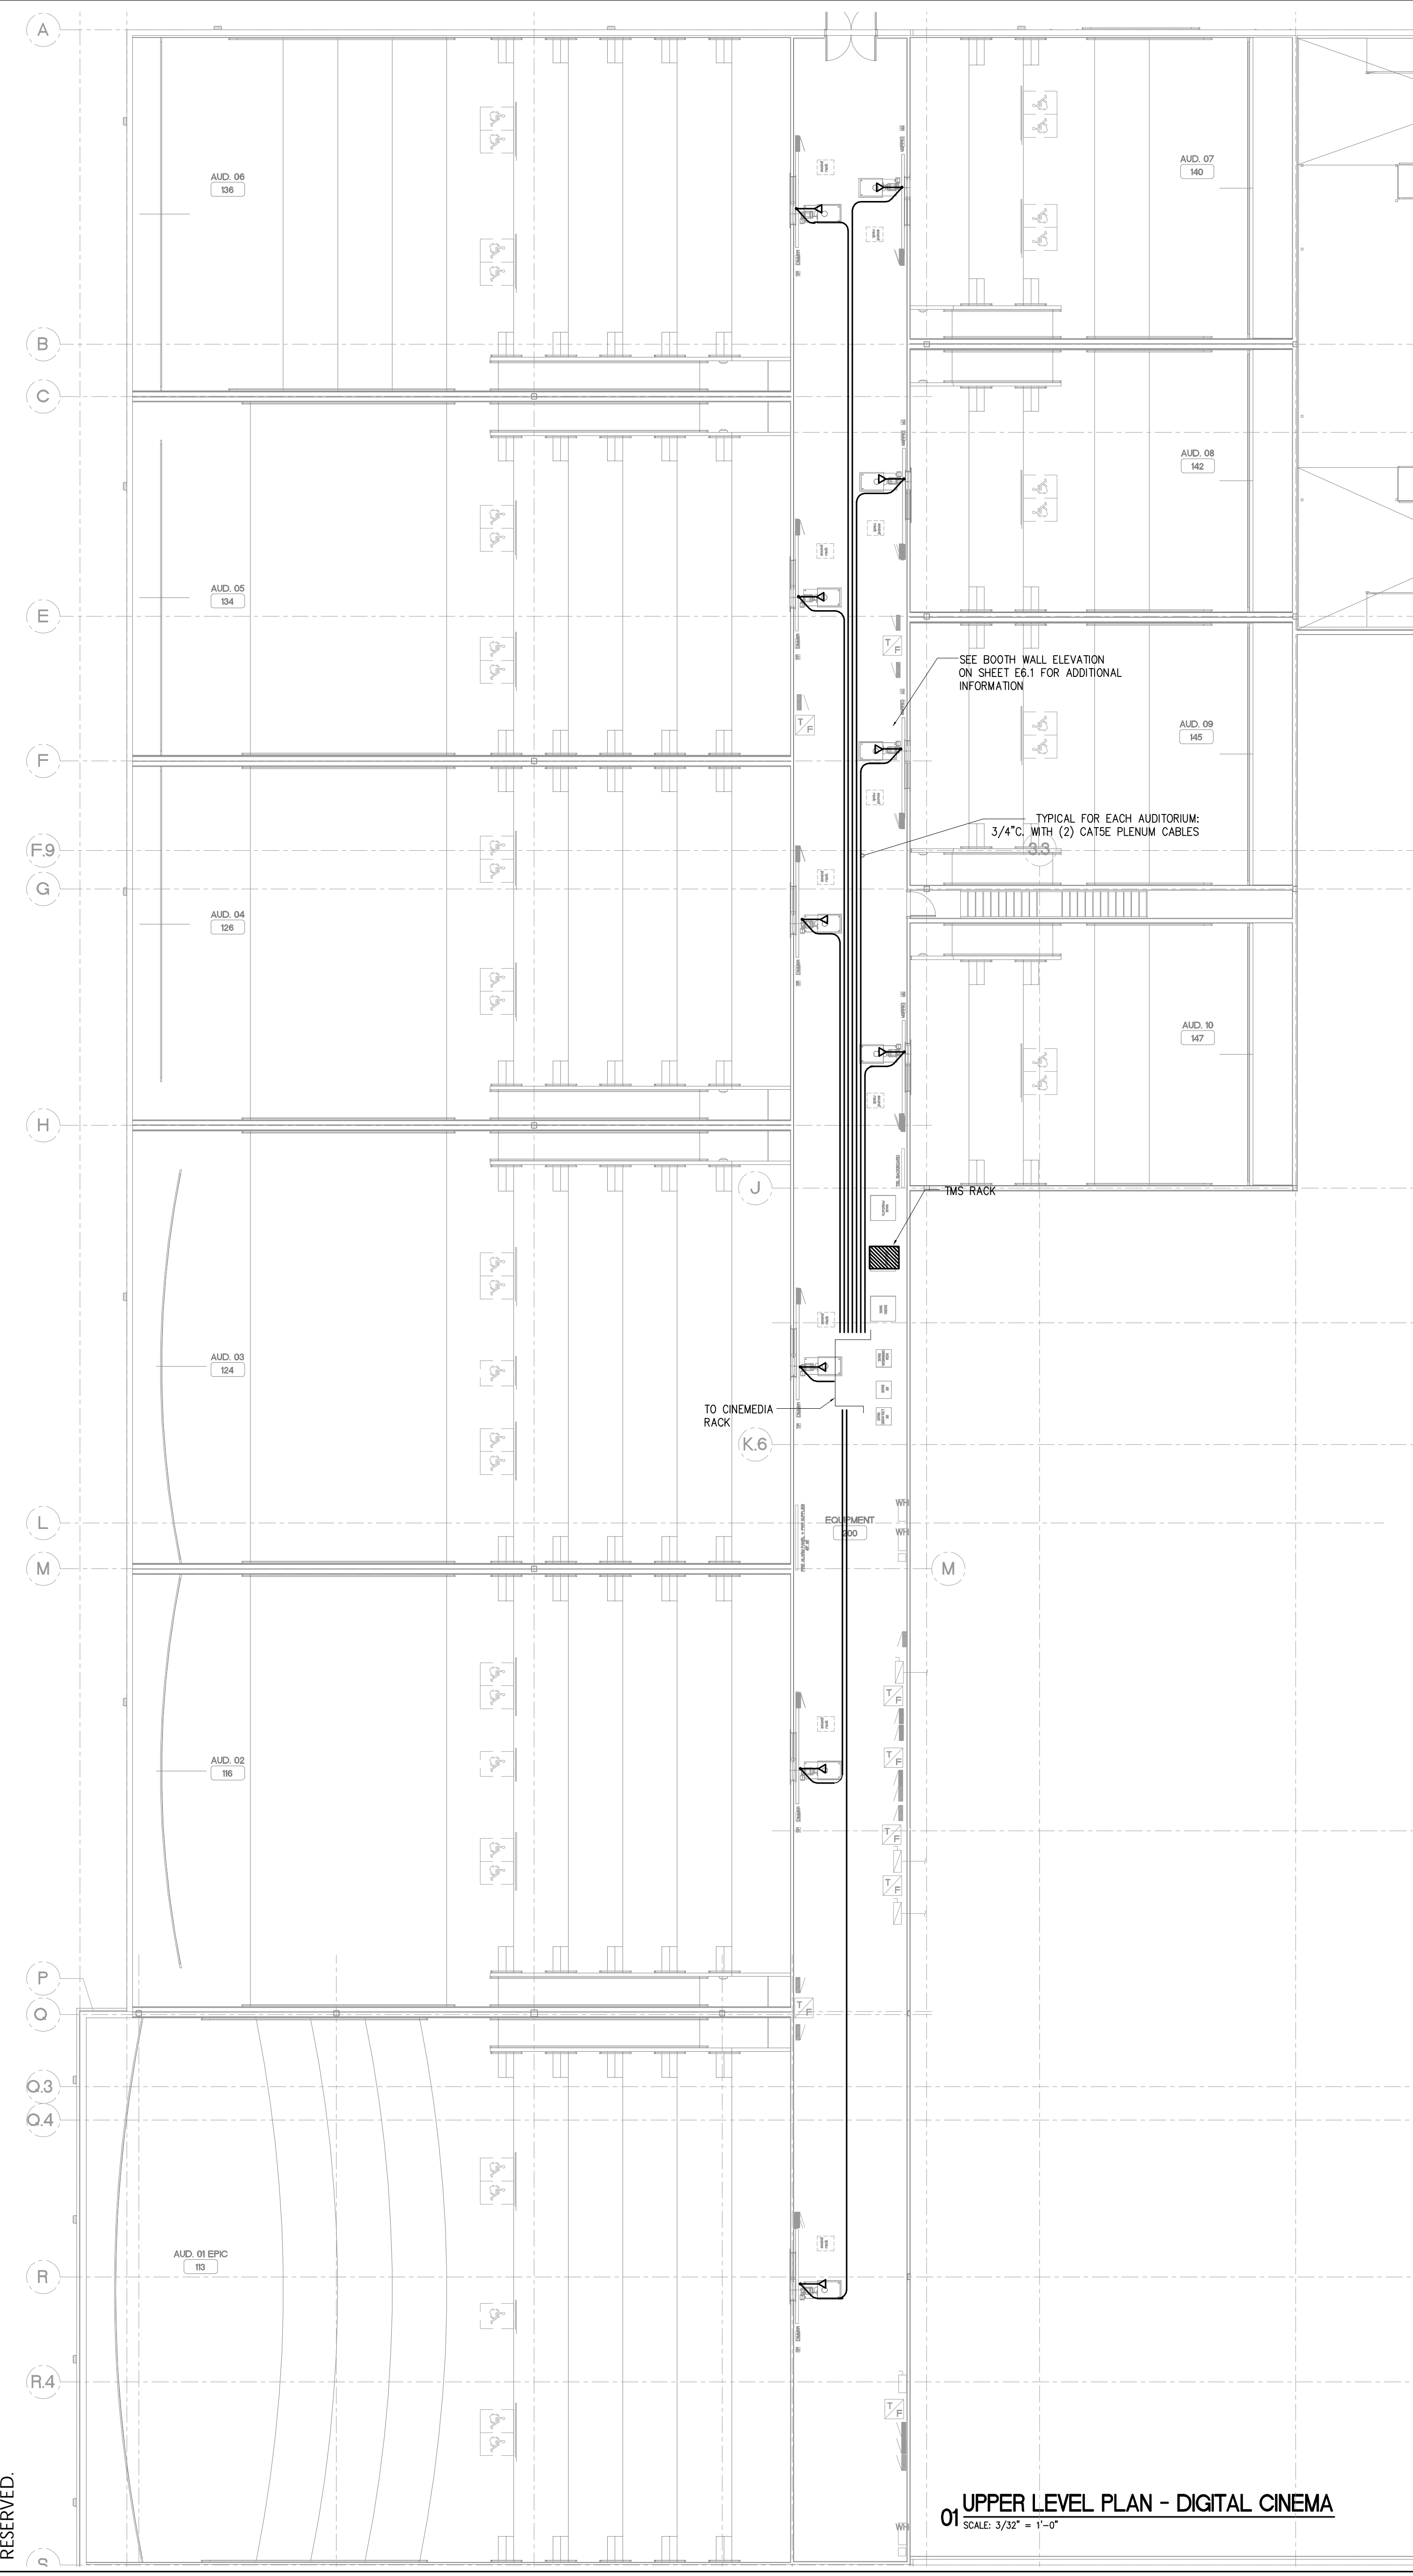 A
AUD. 06
136
AUD. 07
140
B
C
AUD. 08
142
AUD. 05
134
E
T
F
SEE BOOTH WALL ELEVATION
ON SHEET E6.1 FOR ADDITIONAL
INFORMATION
T
F
AUD. 09
145
F
TYPICAL FOR EACH AUDITORIUM:
3/4"C. WITH (2) CAT5E PLENUM CABLES
F.9
3.3
G
AUD. 04
126
AUD. 10
147
H
J
TMS RACK
AUD. 03
124
TO CINEMEDIA
RACK
K.6
L
EQUIPMENT
200
WH
WH
M
M
T
F
T
F
AUD. 02
116
T
F
T
F
P
Q
T
F
Q.3
Q.4
AUD. 01 EPIC
113
R
R.4
T
F
RESERVED.
01 UPPER LEVEL PLAN - DIGITAL CINEMA
SCALE: 3/32" = 1'-0"
WH
S